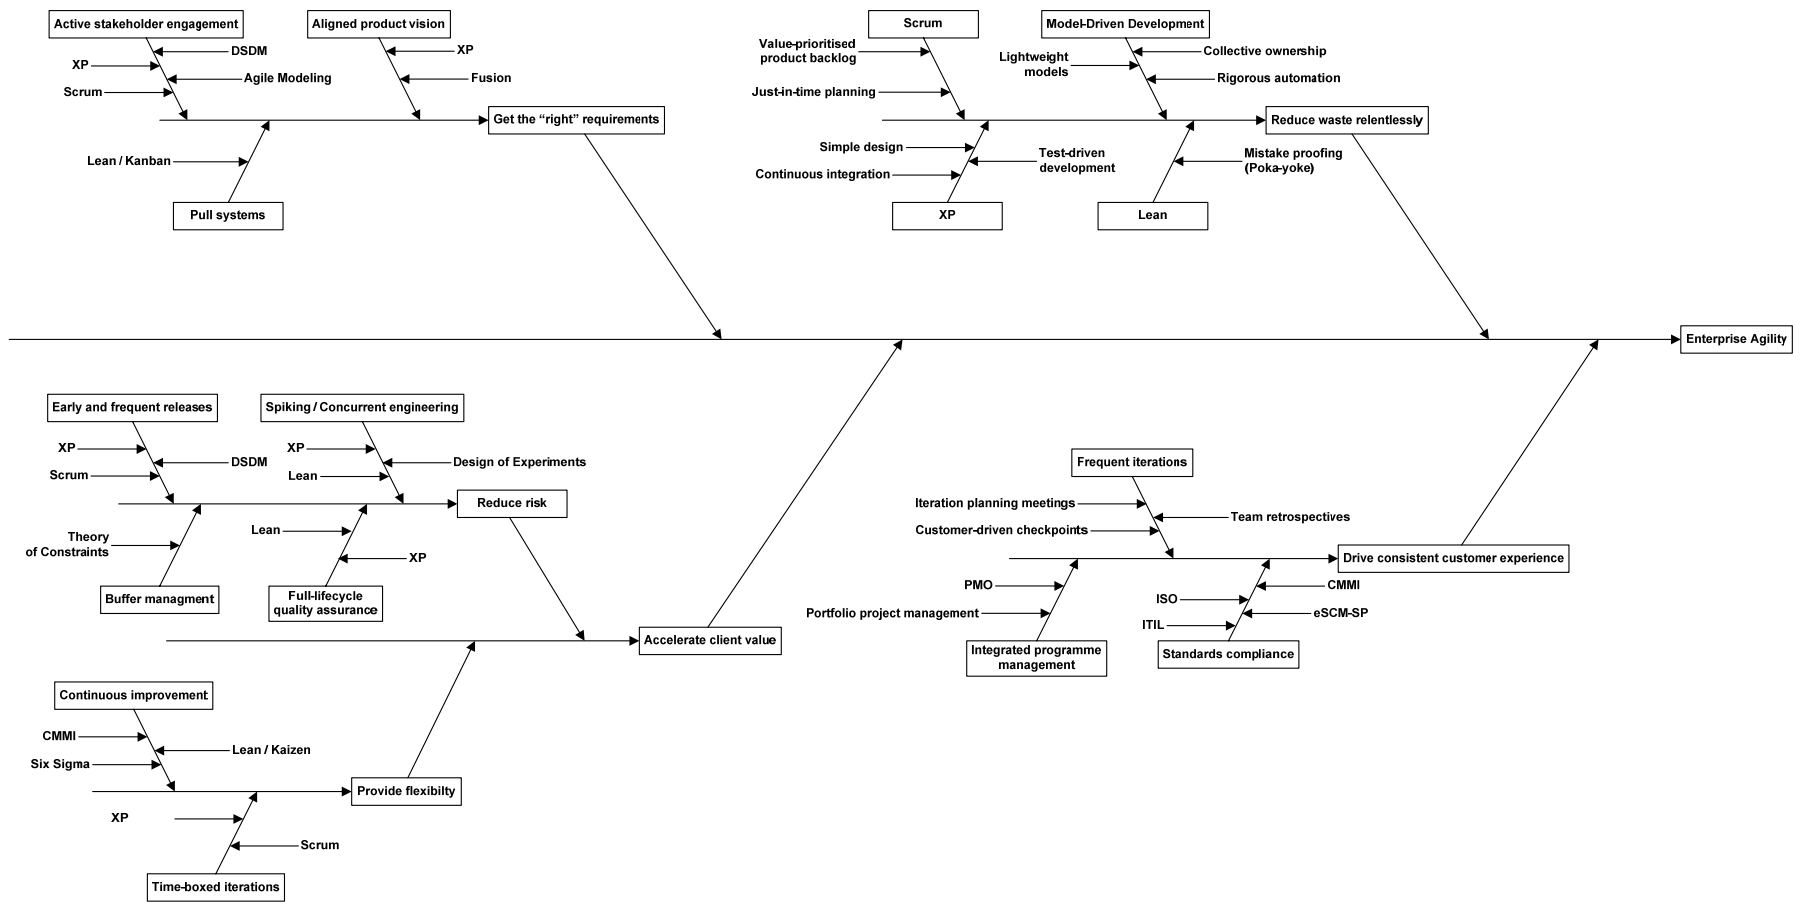 Active stakeholder engagement
Aligned product vision
DSDM
XP
XP
Agile Modeling
Fusion
Scrum
Get the “right” requirements
Lean / Kanban
Pull systems
Scrum
Model-Driven Development
Value-prioritised
product backlog
Collective ownership
Lightweight
models
Rigorous automation
Just-in-time planning
Reduce waste relentlessly
Simple design
Test-driven
development
Mistake proofing
(Poka-yoke)
Continuous integration
XP
Lean
Enterprise Agility
Early and frequent releases
Spiking / Concurrent engineering
XP
XP
DSDM
Design of Experiments
Scrum
Lean
Reduce risk
Lean
Theory
of Constraints
XP
Buffer managment
Full-lifecycle
quality assurance
Accelerate client value
Frequent iterations
Iteration planning meetings
Team retrospectives
Customer-driven checkpoints
Drive consistent customer experience
PMO
CMMI
ISO
Portfolio project management
eSCM-SP
ITIL
Integrated programme
management
Standards compliance
Continuous improvement
CMMI
Lean / Kaizen
Six Sigma
Provide flexibilty
XP
Scrum
Time-boxed iterations